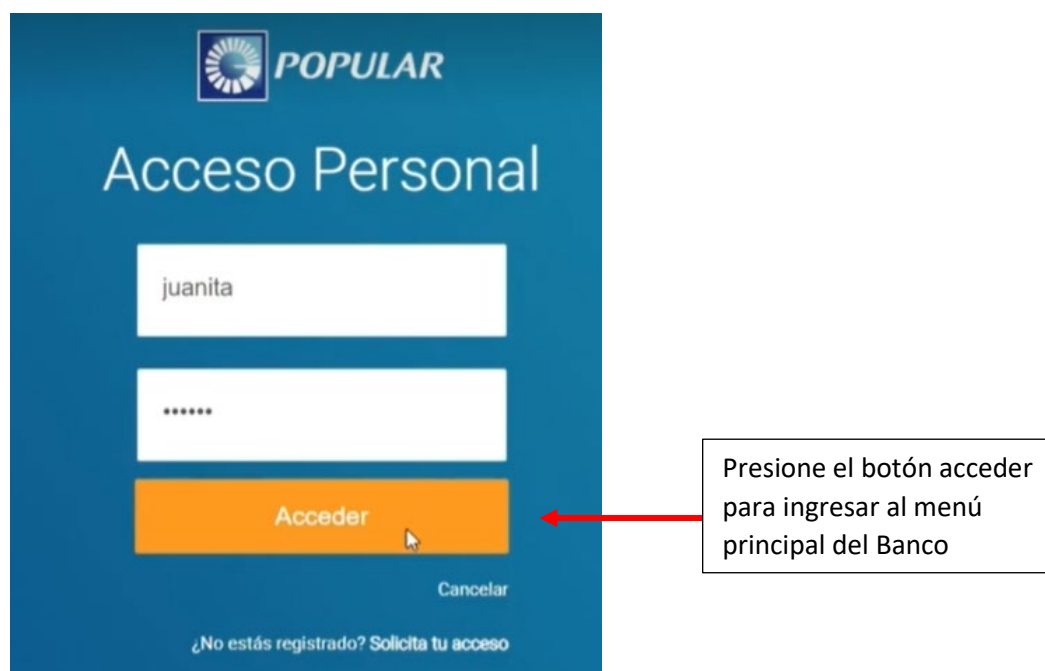 POPULAR
Acceso Personal
juanita
••••••
Acceder
Presione el botón acceder
para ingresar al menú
principal del Banco
Cancelar
¿No estás registrado? Solicita tu acceso